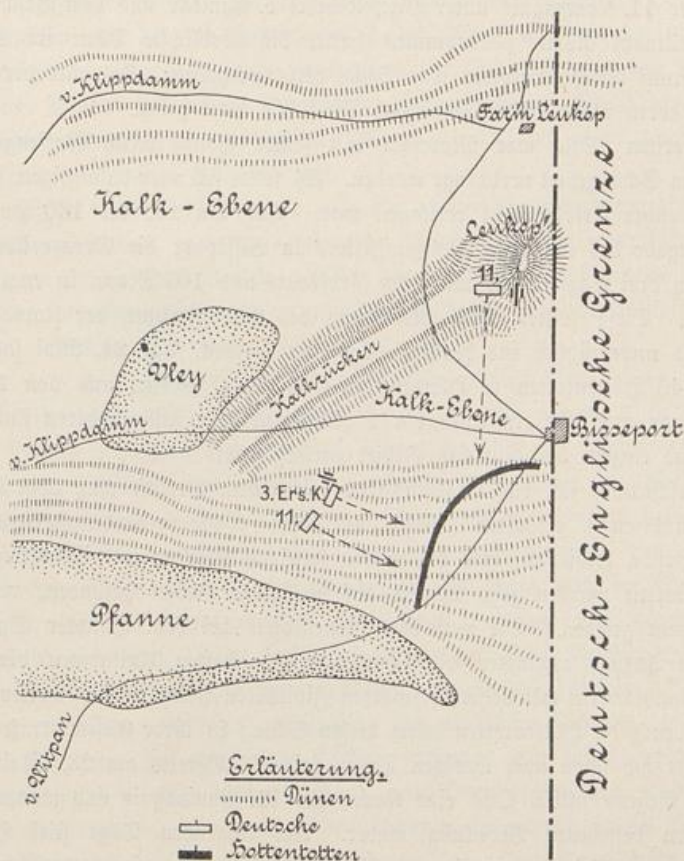 v. Klippdamm
Farm Leukop
Kalk-Ebene
Leukop
11.
Vley
Kalkrücken
Kalk-Ebene
Bisseport
v. Klippdamm
3. Ers. K.
11.
Pfanne
v. Witpan
Deutsch-Englische Grenze
Erläuterung.
Dünen
Deutsche
Hottentotten